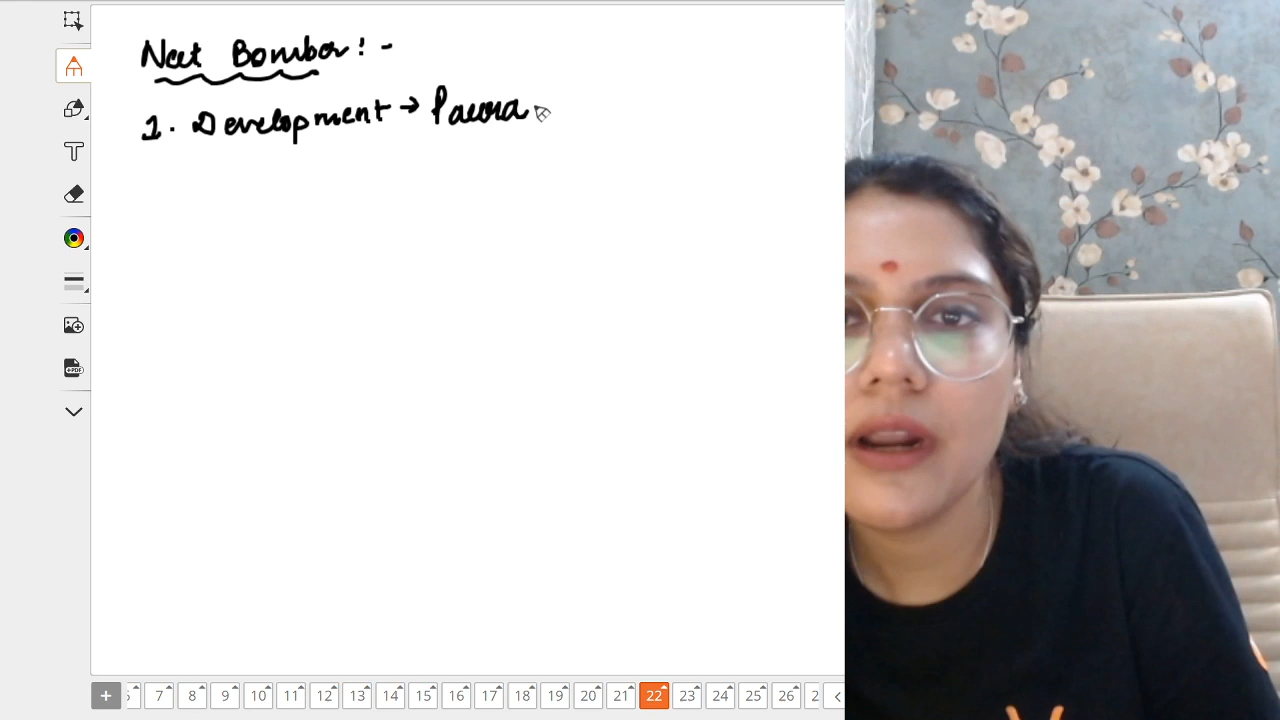 Neet Bomber: -
1. Development →
7 8 9 10 11 12 13 14 15 16 17 18 19 20 21 22 23 24 25 26 2